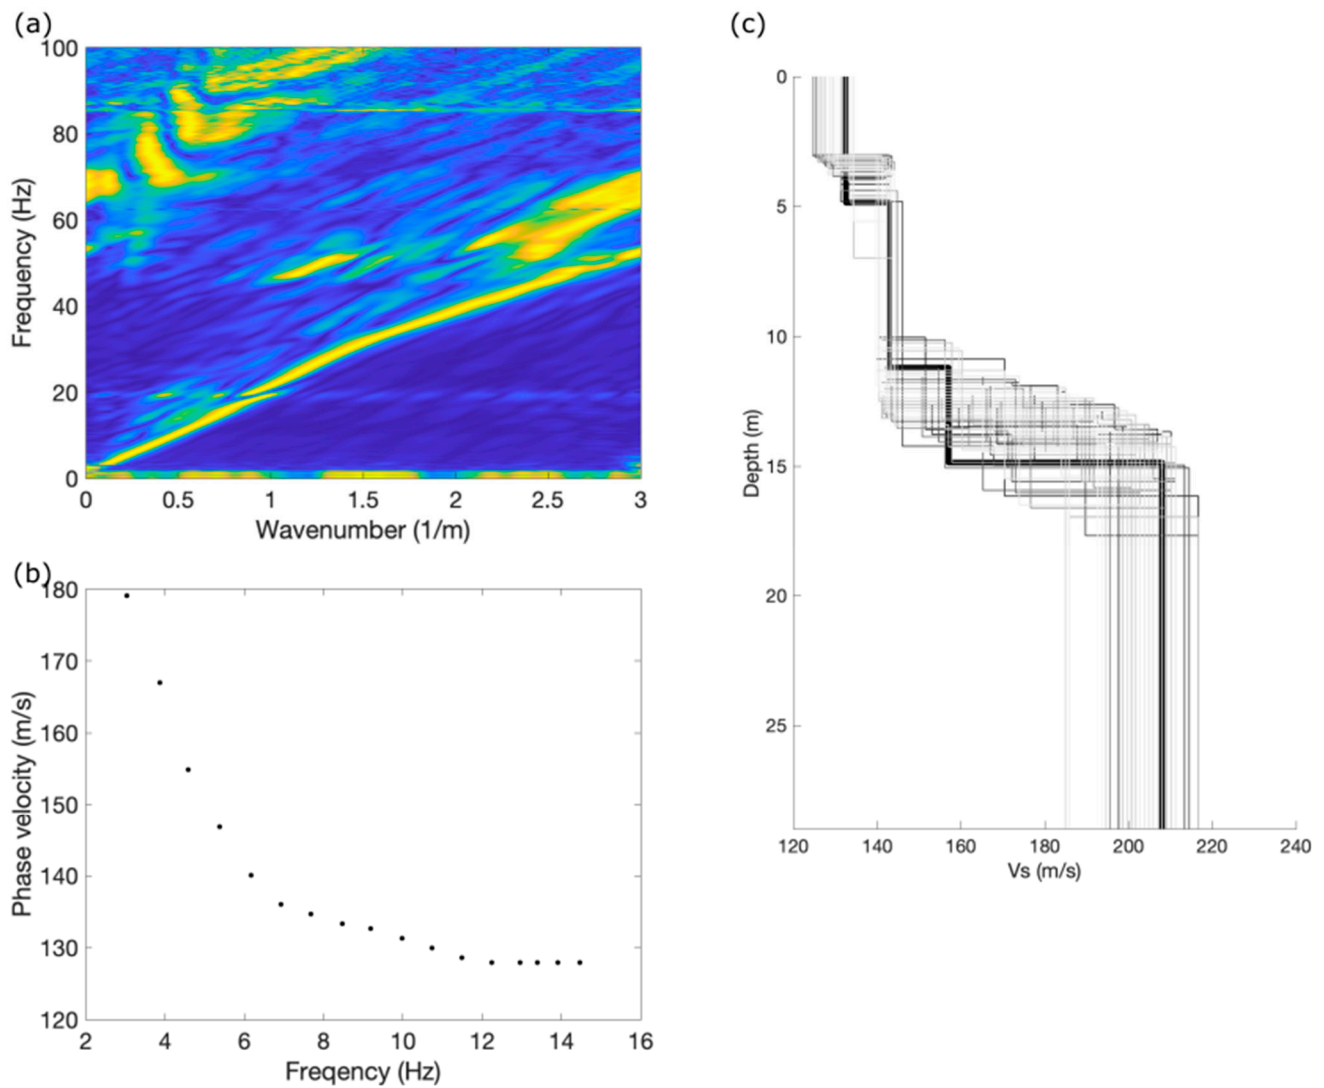 (a)
100
80
60
40
20
0
Frequency (Hz)
0 0.5 1 1.5 2 2.5 3
Wavenumber (1/m)
(b)
180
170
160
150
140
130
120
Phase velocity (m/s)
2 4 6 8 10 12 14 16
Freqency (Hz)
(c)
0
5
10
15
20
25
Depth (m)
120 140 160 180 200 220 240
Vs (m/s)